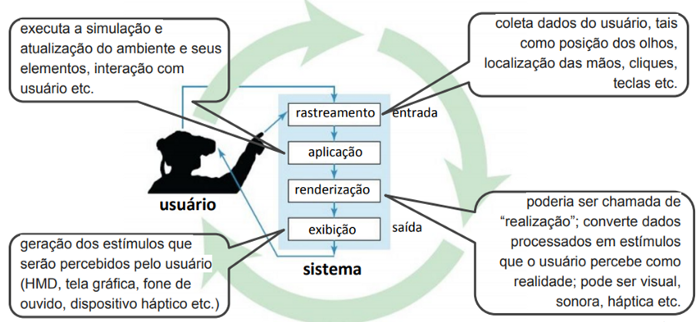 executa a simulação e
atualização do ambiente e seus
elementos, interação com
usuário etc.
coleta dados do usuário, tais
como posição dos olhos,
localização das mãos, cliques,
teclas etc.
rastreamento
entrada
aplicação
renderização
exibição
saída
usuário
sistema
geração dos estímulos que
serão percebidos pelo usuário
(HMD, tela gráfica, fone de
ouvido, dispositivo háptico etc.)
poderia ser chamada de
“realização”; converte dados
processados em estímulos
que o usuário percebe como
realidade; pode ser visual,
sonora, háptica etc.